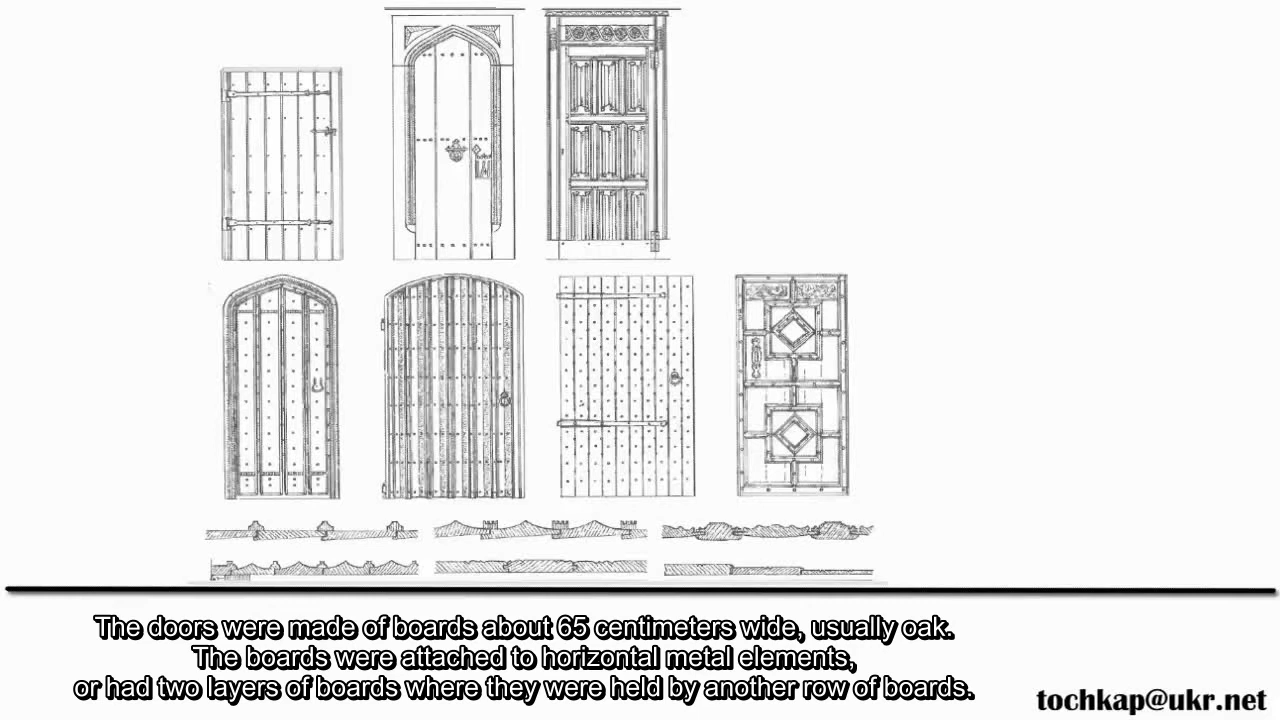 The doors were made of boards about 65 centimeters wide, usually oak.
The boards were attached to horizontal metal elements,
or had two layers of boards where they were held by another row of boards.
tochkap@ukr.net